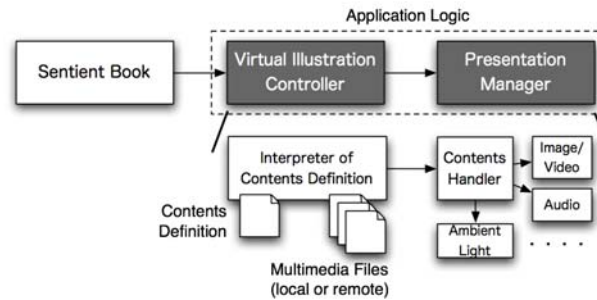 Application Logic
Sentient Book
Virtual Illustration
Controller
Presentation
Manager
Interpreter of
Contents Definition
Contents
Handler
Image/
Video
Audio
Ambient
Light
. . . .
Contents
Definition
Multimedia Files
(local or remote)